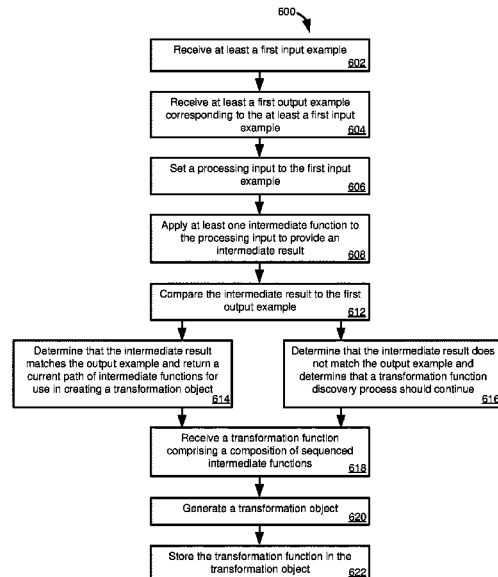 600
Receive at least a first input example
602
Receive at least a first output example
corresponding to the at least a first input
example
604
Set a processing input to the first input
example
606
Apply at least one intermediate function to
the processing input to provide an
intermediate result
608
Compare the intermediate result to the first
output example
612
Determine that the intermediate result
matches the output example and return a
current path of intermediate functions for
use in creating a transformation object
614
Determine that the intermediate result does
not match the output example and
determine that a transformation function
discovery process should continue
616
Receive a transformation function
comprising a composition of sequenced
intermediate functions
618
Generate a transformation object
620
Store the transformation function in the
transformation object
622